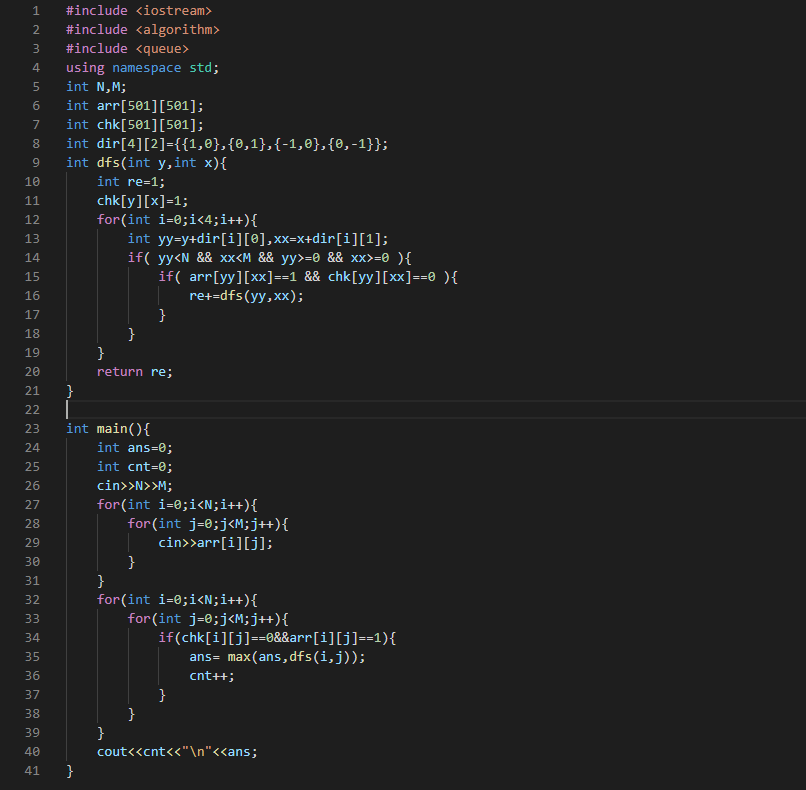 1 #include <iostream>
2 #include <algorithm>
3 #include <queue>
4 using namespace std;
5 int N,M;
6 int arr[501][501];
7 int chk[501][501];
8 int dir[4][2]={{1,0},{0,1},{-1,0},{0,-1}};
9 int dfs(int y,int x){
10     int re=1;
11     chk[y][x]=1;
12     for(int i=0;i<4;i++){
13         int yy=y+dir[i][0],xx=x+dir[i][1];
14         if( yy<N && xx<M && yy>=0 && xx>=0 ){
15             if( arr[yy][xx]==1 && chk[yy][xx]==0 ){
16                 re+=dfs(yy,xx);
17             }
18         }
19     }
20     return re;
21 }
22
23 int main(){
24     int ans=0;
25     int cnt=0;
26     cin>>N>>M;
27     for(int i=0;i<N;i++){
28         for(int j=0;j<M;j++){
29             cin>>arr[i][j];
30         }
31     }
32     for(int i=0;i<N;i++){
33         for(int j=0;j<M;j++){
34             if(chk[i][j]==0&&arr[i][j]==1){
35                 ans= max(ans,dfs(i,j));
36                 cnt++;
37             }
38         }
39     }
40     cout<<cnt<<"\n"<<ans;
41 }